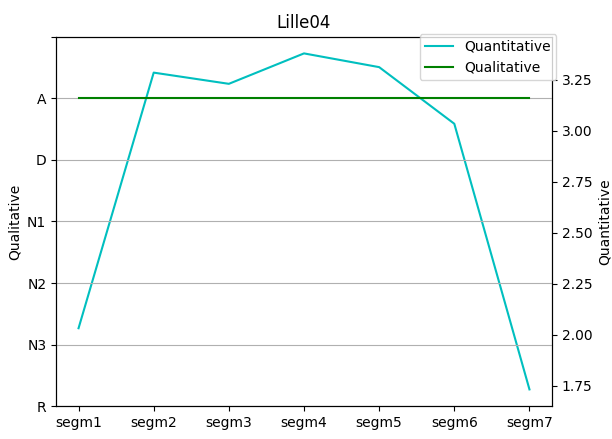 Lille04
Quantitative
Qualitative
A
D
N1
N2
N3
R
Qualitative
3.25
3.00
2.75
2.50
2.25
2.00
1.75
Quantitative
segm1 segm2 segm3 segm4 segm5 segm6 segm7